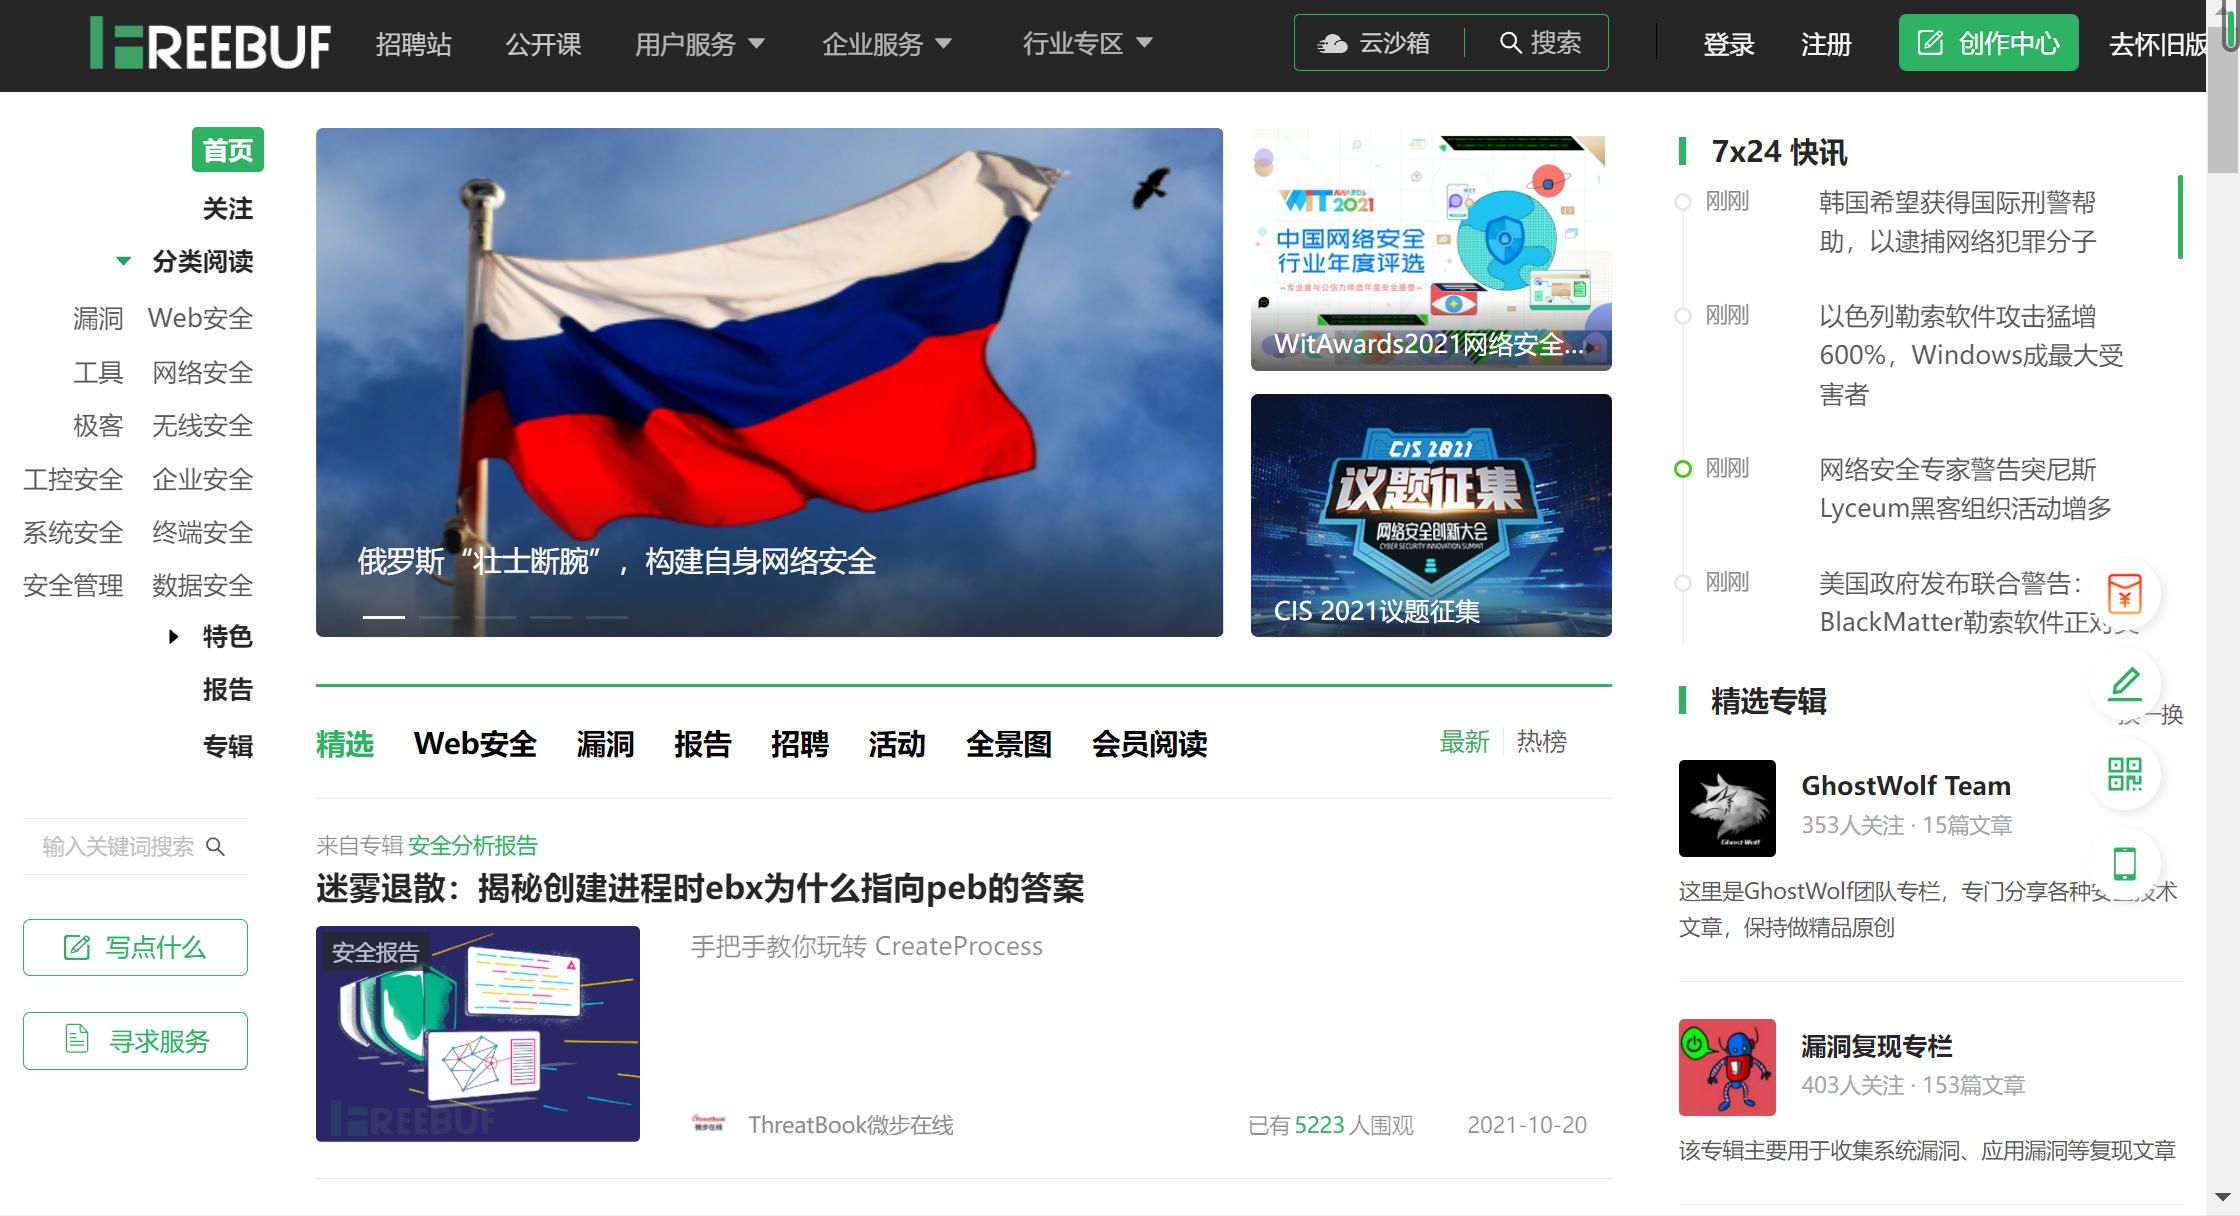 FREEBUF
招聘站
公开课
用户服务
企业服务
行业专区
云沙箱
搜索
登录
注册
创作中心
去怀旧版
首页
关注
分类阅读
漏洞 Web安全
工具 网络安全
极客 无线安全
工控安全 企业安全
系统安全 终端安全
安全管理 数据安全
特色
报告
专辑
输入关键词搜索
写点什么
寻求服务
俄罗斯“壮士断腕”，构建自身网络安全
WIT AWARDS 2021
中国网络安全
行业年度评选
WitAwards2021网络安全...
CIS 2021
议题征集
网络安全创新大会
CYBER SECURITY INNOVATION SUMMIT
CIS 2021议题征集
精选 Web安全 漏洞 报告 招聘 活动 全景图 会员阅读
最新 热榜
来自专辑 安全分析报告
迷雾退散：揭秘创建进程时ebx为什么指向peb的答案
安全报告
FREEBUF
手把手教你玩转 CreateProcess
ThreatBook
微步在线
ThreatBook微步在线
已有 5223 人围观
2021-10-20
7x24 快讯
刚刚
韩国希望获得国际刑警帮
助，以逮捕网络犯罪分子
刚刚
以色列勒索软件攻击猛增
600%，Windows成最大受
害者
刚刚
网络安全专家警告突尼斯
Lyceum黑客组织活动增多
刚刚
美国政府发布联合警告：
BlackMatter勒索软件正对
精选专辑
换一换
GhostWolf Team
353人关注 · 15篇文章
Ghost Wolf
这里是GhostWolf团队专栏，专门分享各种安全技术
文章，保持做精品原创
漏洞复现专栏
403人关注 · 153篇文章
该专辑主要用于收集系统漏洞、应用漏洞等复现文章